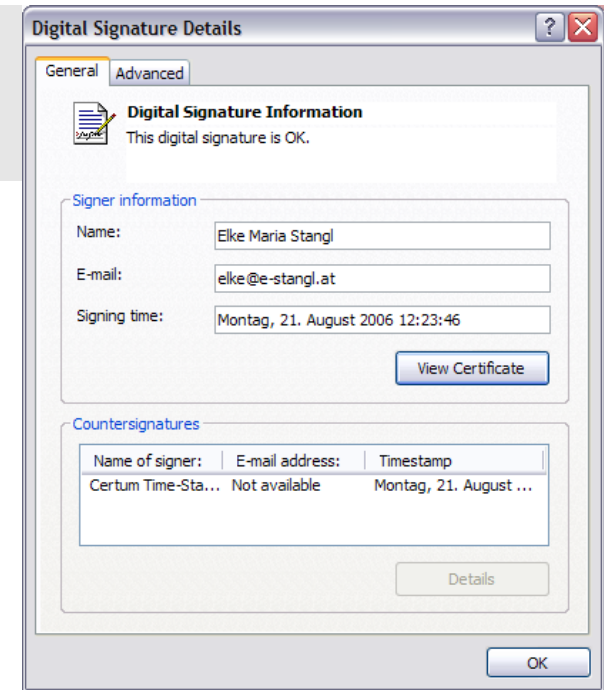 Digital Signature Details
General Advanced
Digital Signature Information
This digital signature is OK.
Signer information
Name: Elke Maria Stangl
E-mail: elke@e-stangl.at
Signing time: Montag, 21. August 2006 12:23:46
View Certificate
Countersignatures
Name of signer: E-mail address: Timestamp
Certum Time-Sta... Not available Montag, 21. August ...
Details
OK